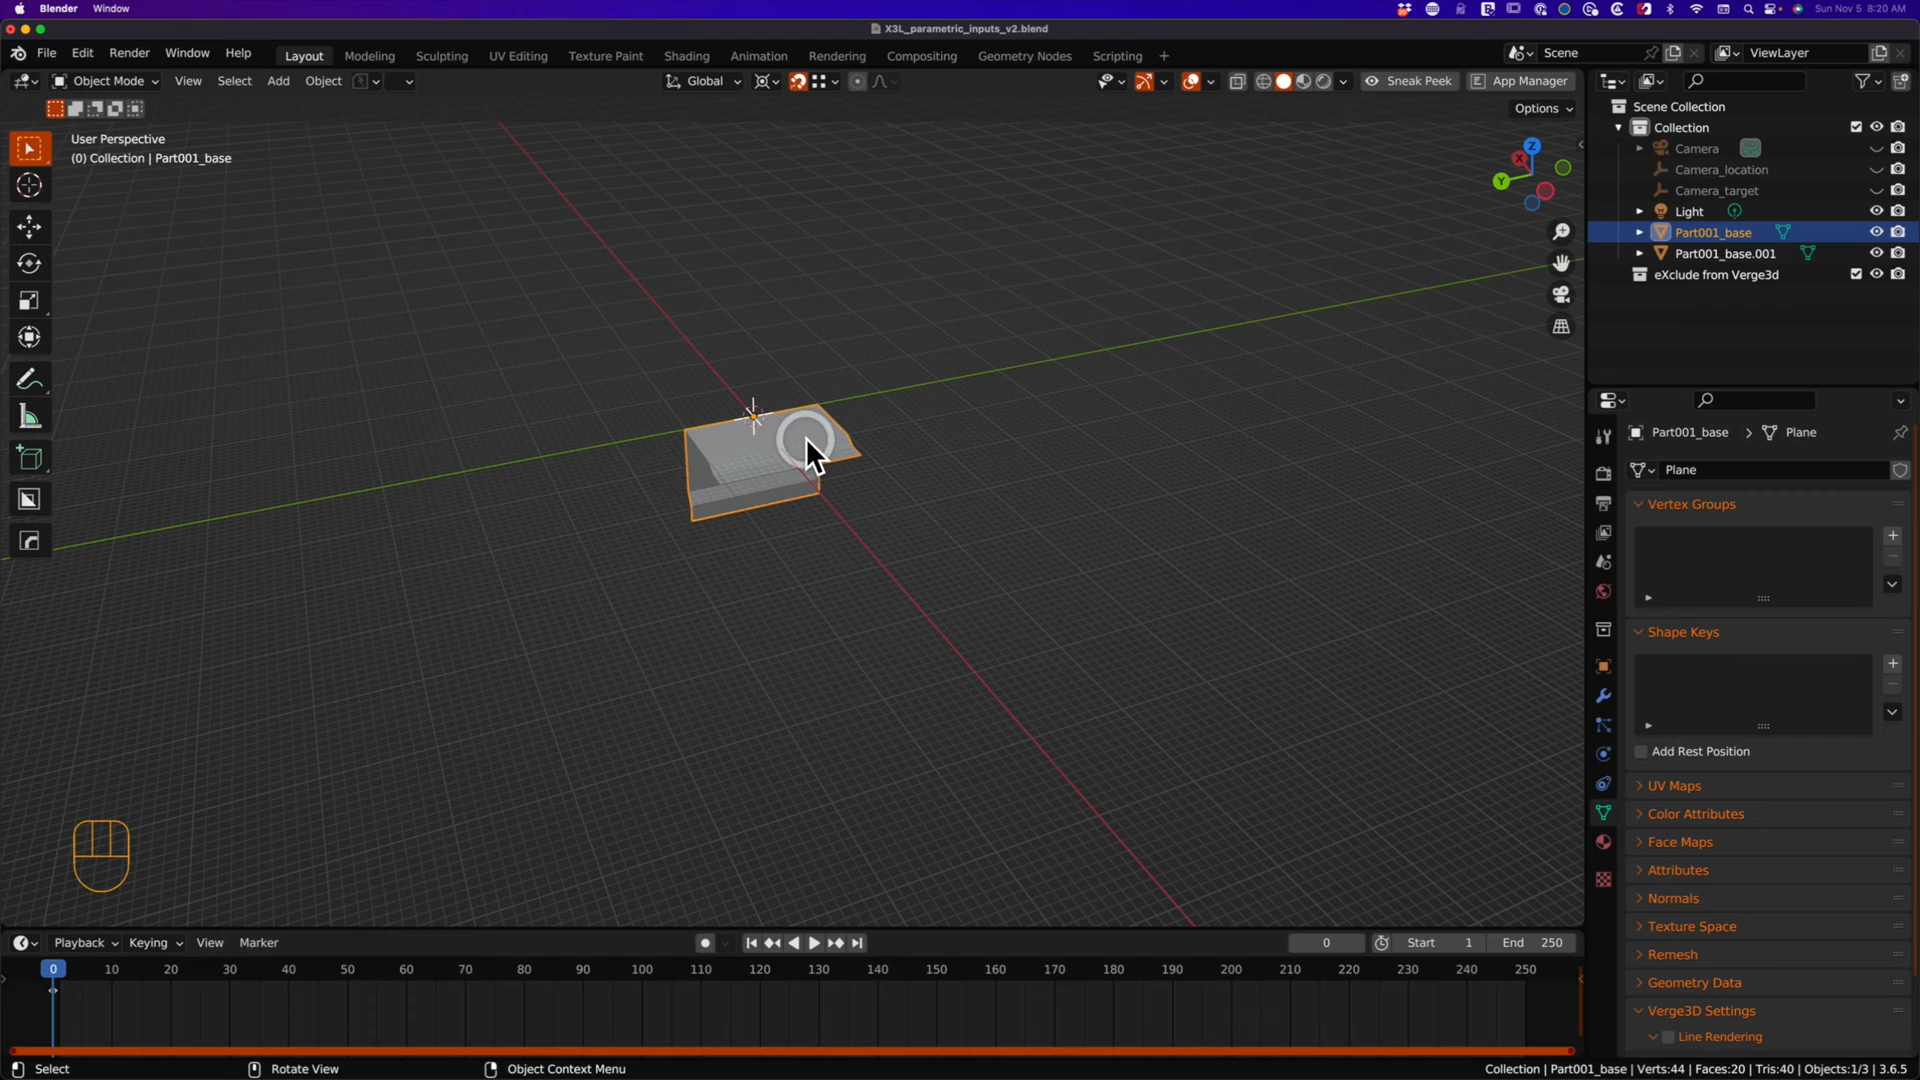 Blender Window Sun Nov 5 8:20 AM
X3L_parametric_inputs_v2.blend
File Edit Render Window Help Layout Modeling Sculpting UV Editing Texture Paint Shading Animation Rendering Compositing Geometry Nodes Scripting + Scene ViewLayer
Object Mode View Select Add Object Global Sneak Peek App Manager
Options
User Perspective
(0) Collection | Part001_base
Z
X
Y
Scene Collection
Collection
Camera
Camera_location
Camera_target
Light
Part001_base
Part001_base.001
eXclude from Verge3d
Part001_base > Plane
Plane
Vertex Groups
Shape Keys
Add Rest Position
UV Maps
Color Attributes
Face Maps
Attributes
Normals
Texture Space
Remesh
Geometry Data
Verge3D Settings
Line Rendering
Playback Keying View Marker 0 Start 1 End 250
0 10 20 30 40 50 60 70 80 90 100 110 120 130 140 150 160 170 180 190 200 210 220 230 240 250
Select Rotate View Object Context Menu Collection | Part001_base | Verts:44 | Faces:20 | Tris:40 | Objects:1/3 | 3.6.5